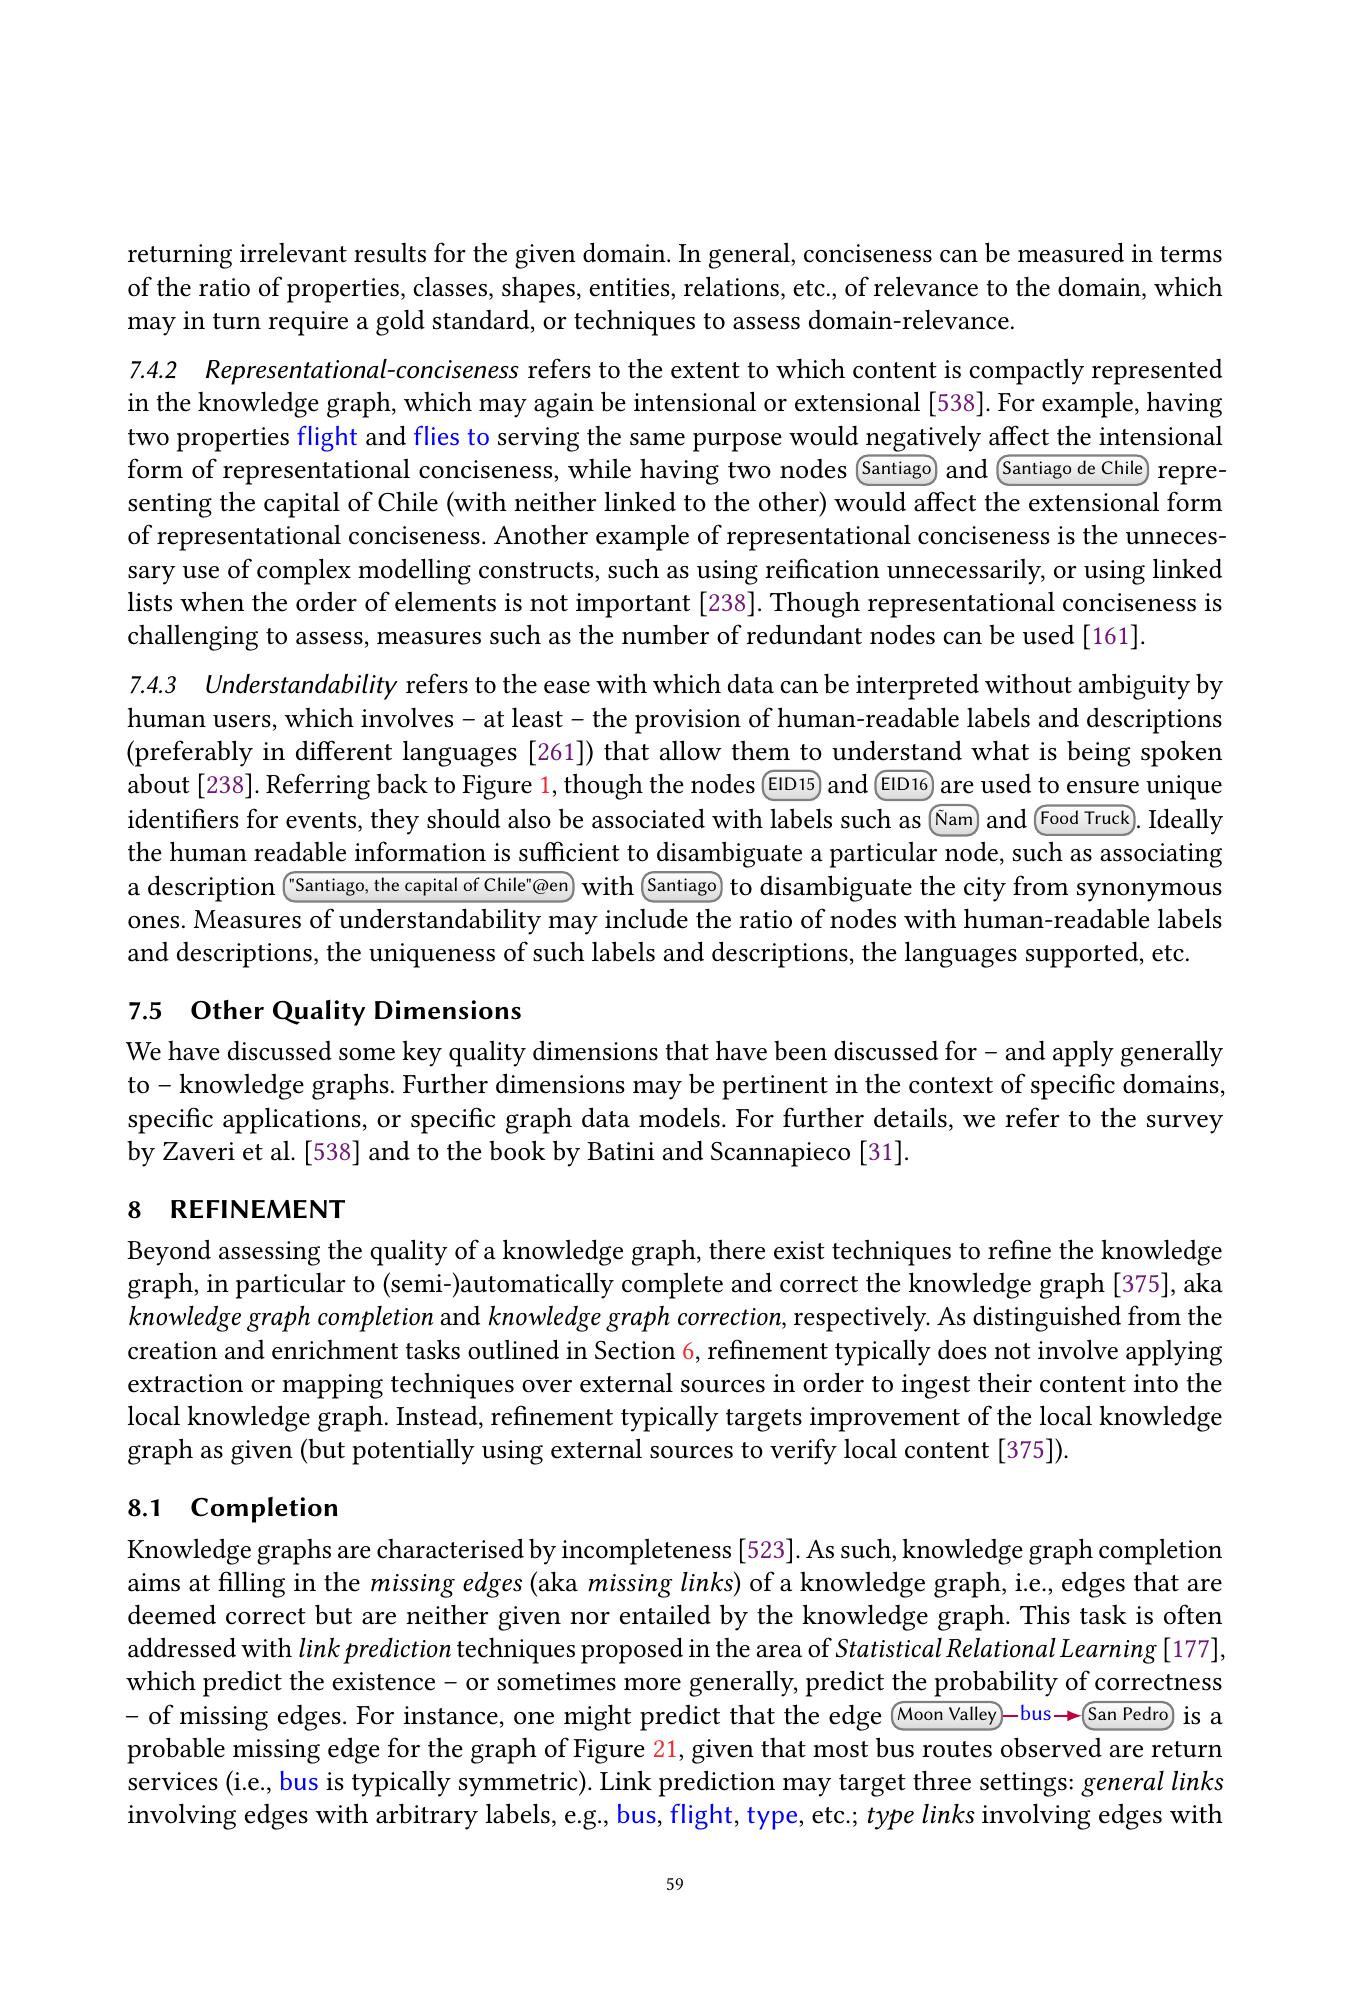 returning irrelevant results for the given domain. In general, conciseness can be measured in terms
of the ratio of properties, classes, shapes, entities, relations, etc., of relevance to the domain, which
may in turn require a gold standard, or techniques to assess domain-relevance.
7.4.2 Representational-conciseness refers to the extent to which content is compactly represented
in the knowledge graph, which may again be intensional or extensional [538]. For example, having
two properties flight and flies to serving the same purpose would negatively affect the intensional
form of representational conciseness, while having two nodes Santiago and Santiago de Chile repre-
senting the capital of Chile (with neither linked to the other) would affect the extensional form
of representational conciseness. Another example of representational conciseness is the unneces-
sary use of complex modelling constructs, such as using reification unnecessarily, or using linked
lists when the order of elements is not important [238]. Though representational conciseness is
challenging to assess, measures such as the number of redundant nodes can be used [161].
7.4.3 Understandability refers to the ease with which data can be interpreted without ambiguity by
human users, which involves – at least – the provision of human-readable labels and descriptions
(preferably in different languages [261]) that allow them to understand what is being spoken
about [238]. Referring back to Figure 1, though the nodes EID15 and EID16 are used to ensure unique
identifiers for events, they should also be associated with labels such as Ñam and Food Truck. Ideally
the human readable information is sufficient to disambiguate a particular node, such as associating
a description "Santiago, the capital of Chile"@en with Santiago to disambiguate the city from synonymous
ones. Measures of understandability may include the ratio of nodes with human-readable labels
and descriptions, the uniqueness of such labels and descriptions, the languages supported, etc.
7.5 Other Quality Dimensions
We have discussed some key quality dimensions that have been discussed for – and apply generally
to – knowledge graphs. Further dimensions may be pertinent in the context of specific domains,
specific applications, or specific graph data models. For further details, we refer to the survey
by Zaveri et al. [538] and to the book by Batini and Scannapieco [31].
8 REFINEMENT
Beyond assessing the quality of a knowledge graph, there exist techniques to refine the knowledge
graph, in particular to (semi-)automatically complete and correct the knowledge graph [375], aka
knowledge graph completion and knowledge graph correction, respectively. As distinguished from the
creation and enrichment tasks outlined in Section 6, refinement typically does not involve applying
extraction or mapping techniques over external sources in order to ingest their content into the
local knowledge graph. Instead, refinement typically targets improvement of the local knowledge
graph as given (but potentially using external sources to verify local content [375]).
8.1 Completion
Knowledge graphs are characterised by incompleteness [523]. As such, knowledge graph completion
aims at filling in the missing edges (aka missing links) of a knowledge graph, i.e., edges that are
deemed correct but are neither given nor entailed by the knowledge graph. This task is often
addressed with link prediction techniques proposed in the area of Statistical Relational Learning [177],
which predict the existence – or sometimes more generally, predict the probability of correctness
– of missing edges. For instance, one might predict that the edge Moon Valley bus San Pedro is a
probable missing edge for the graph of Figure 21, given that most bus routes observed are return
services (i.e., bus is typically symmetric). Link prediction may target three settings: general links
involving edges with arbitrary labels, e.g., bus, flight, type, etc.; type links involving edges with
59